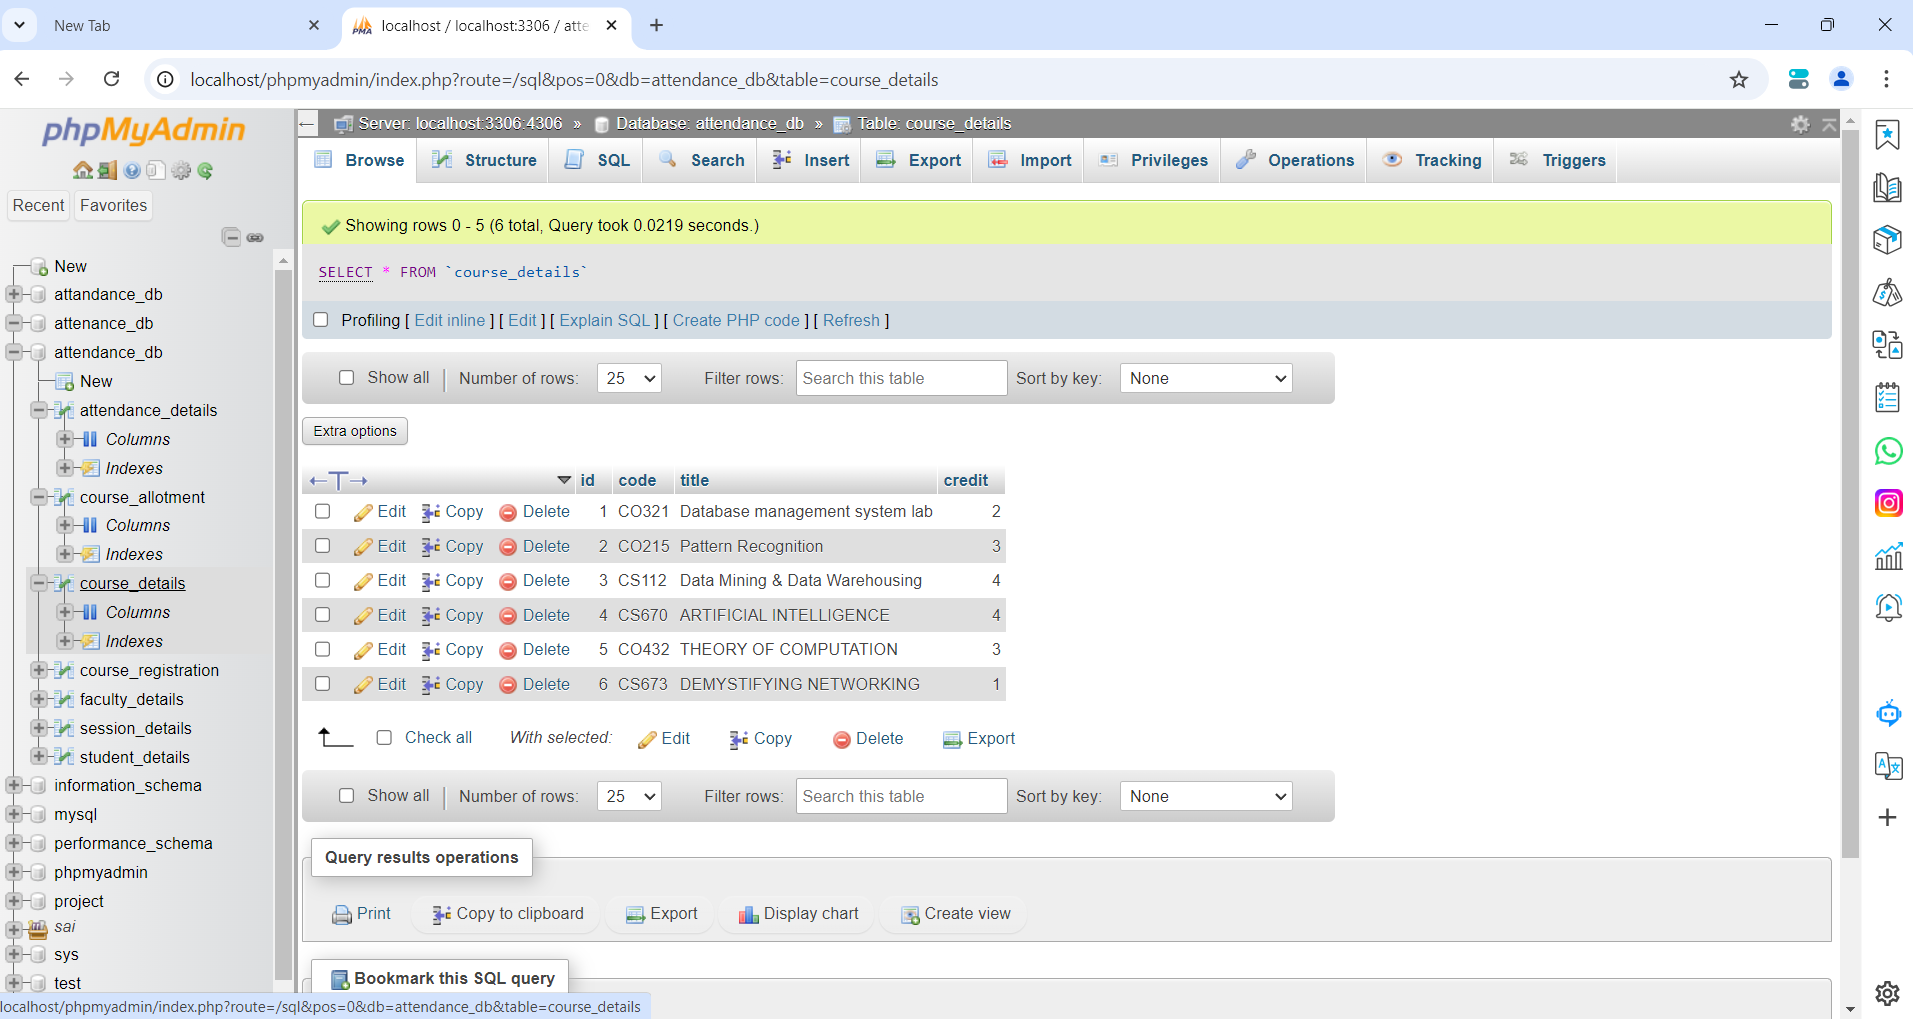 New Tab
localhost / localhost:3306 / atte
localhost/phpmyadmin/index.php?route=/sql&pos=0&db=attendance_db&table=course_details
phpMyAdmin
Recent Favorites
New
attandance_db
attenance_db
attendance_db
New
attendance_details
Columns
Indexes
course_allotment
Columns
Indexes
course_details
Columns
Indexes
course_registration
faculty_details
session_details
student_details
information_schema
mysql
performance_schema
phpmyadmin
project
sai
sys
test
Server: localhost:3306:4306 » Database: attendance_db » Table: course_details
Browse Structure SQL Search Insert Export Import Privileges Operations Tracking Triggers
Showing rows 0 - 5 (6 total, Query took 0.0219 seconds.)
SELECT * FROM `course_details`
Profiling [ Edit inline ] [ Edit ] [ Explain SQL ] [ Create PHP code ] [ Refresh ]
Show all Number of rows: 25 Filter rows: Search this table Sort by key: None
Extra options
←T→ id code title credit
Edit Copy Delete 1 CO321 Database management system lab 2
Edit Copy Delete 2 CO215 Pattern Recognition 3
Edit Copy Delete 3 CS112 Data Mining & Data Warehousing 4
Edit Copy Delete 4 CS670 ARTIFICIAL INTELLIGENCE 4
Edit Copy Delete 5 CO432 THEORY OF COMPUTATION 3
Edit Copy Delete 6 CS673 DEMYSTIFYING NETWORKING 1
Check all With selected: Edit Copy Delete Export
Show all Number of rows: 25 Filter rows: Search this table Sort by key: None
Query results operations
Print Copy to clipboard Export Display chart Create view
Bookmark this SQL query
localhost/phpmyadmin/index.php?route=/sql&pos=0&db=attendance_db&table=course_details